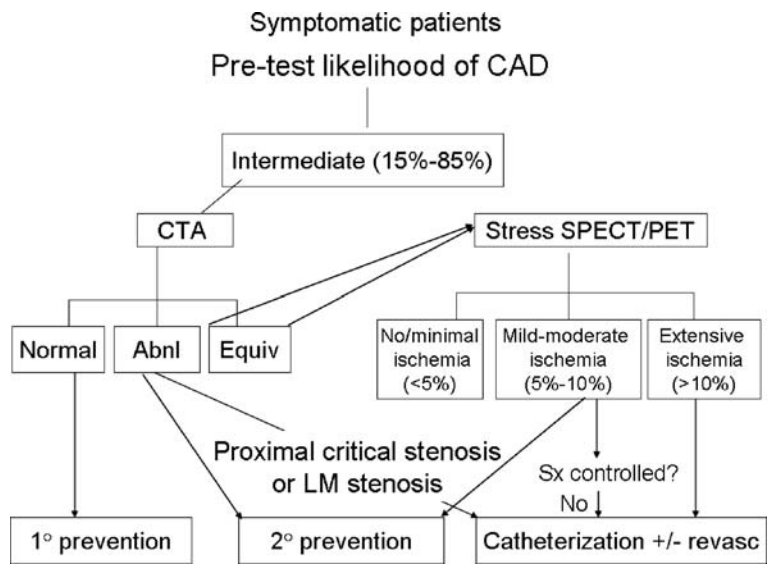 Symptomatic patients
Pre-test likelihood of CAD
Intermediate (15%-85%)
CTA
Stress SPECT/PET
Normal
Abnl
Equiv
No/minimal
ischemia
(<5%)
Mild-moderate
ischemia
(5%-10%)
Extensive
ischemia
(>10%)
Proximal critical stenosis
or LM stenosis
Sx controlled?
No
1° prevention
2° prevention
Catheterization +/- revasc